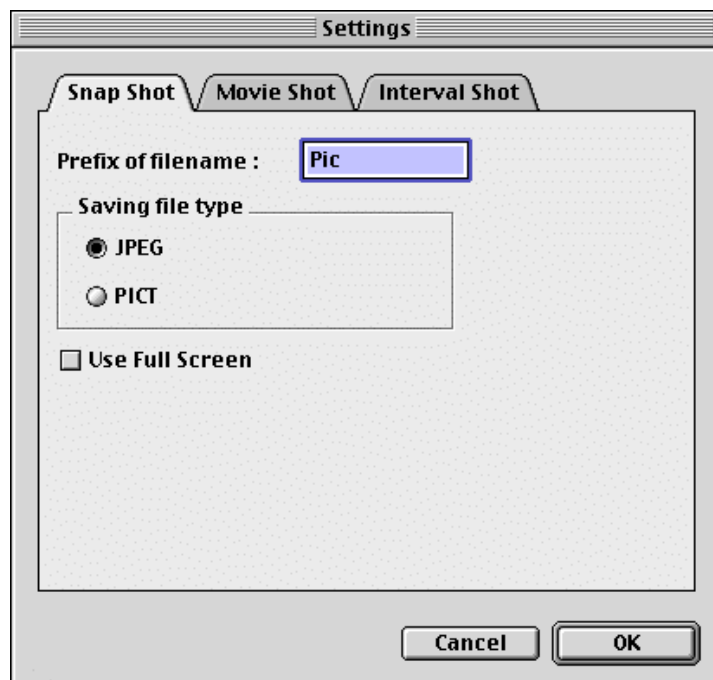 Settings
Snap Shot Movie Shot Interval Shot
Prefix of filename : Pic
Saving file type
JPEG
PICT
Use Full Screen
Cancel OK